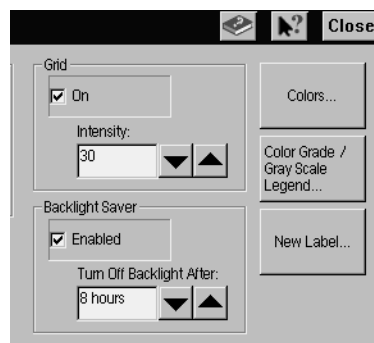 Close
Grid
On
Intensity:
30
Backlight Saver
Enabled
Turn Off Backlight After:
8 hours
Colors...
Color Grade /
Gray Scale
Legend...
New Label...